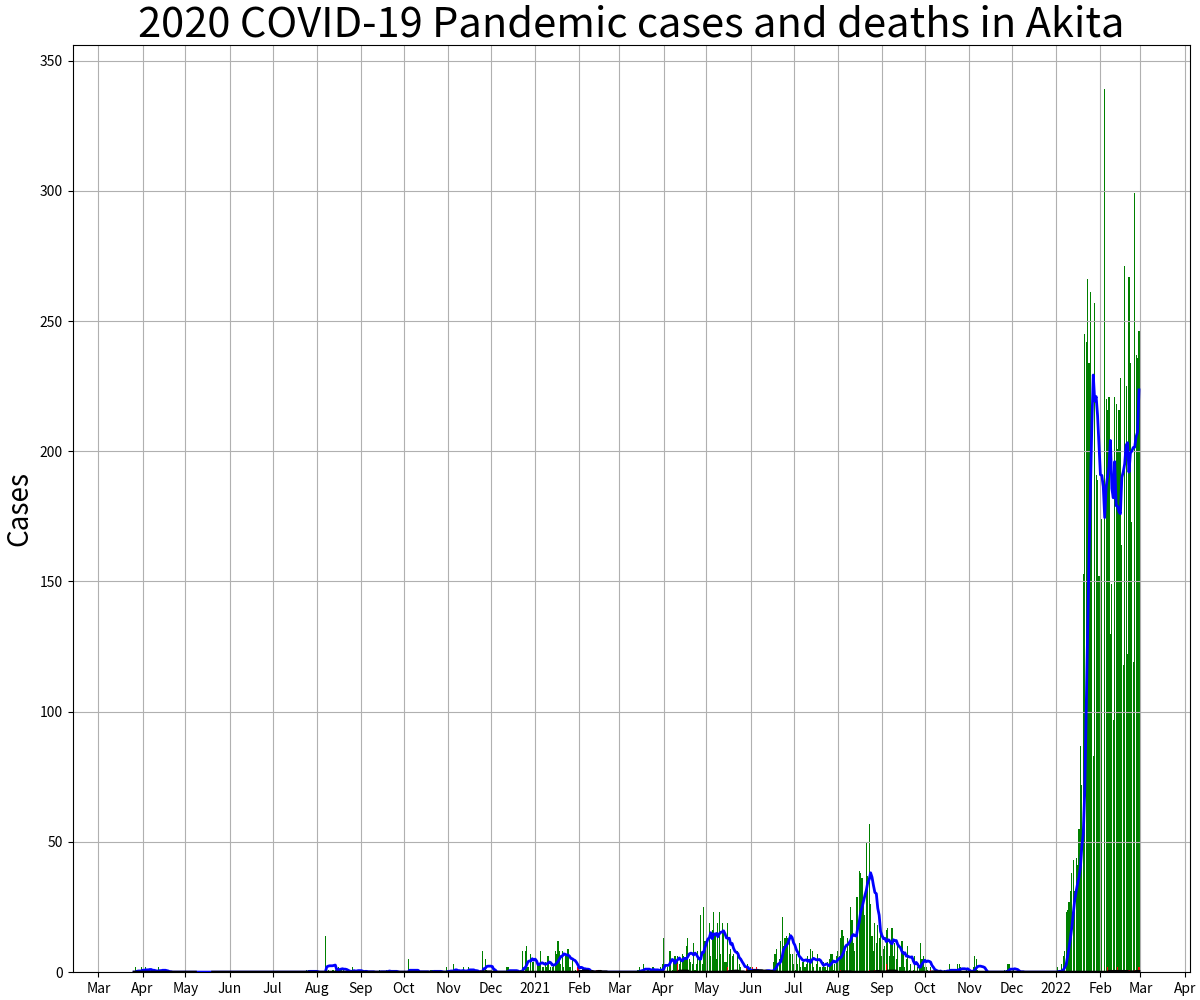 2020 COVID-19 Pandemic cases and deaths in Akita
350
300
250
200
150
100
50
0
Cases
Mar Apr May Jun Jul Aug Sep Oct Nov Dec 2021 Feb Mar Apr May Jun Jul Aug Sep Oct Nov Dec 2022 Feb Mar Apr